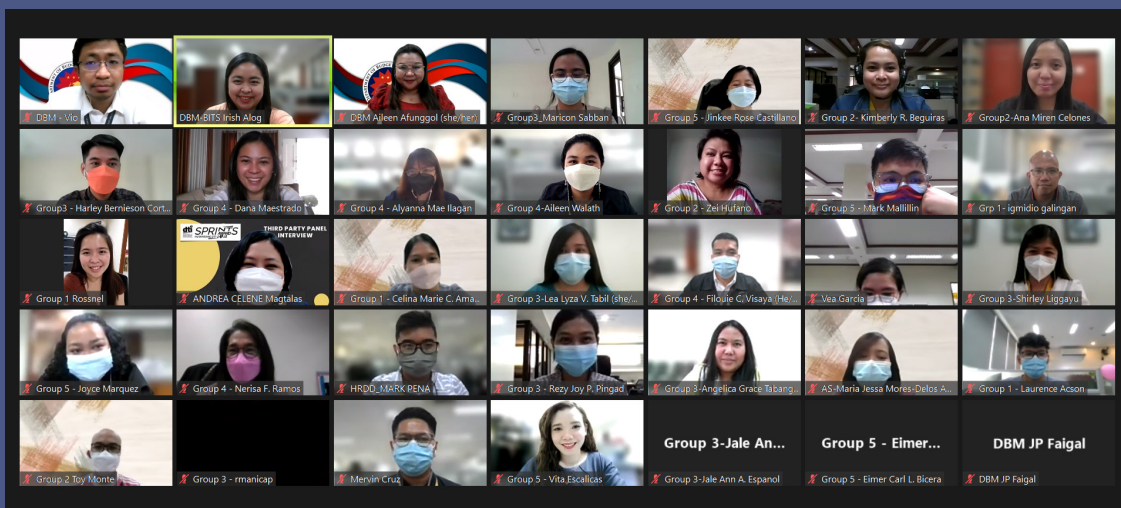 DBM - Vio
DBM-BITS Irish Alog
DBM Aileen Afunggol (she/her)
Group3_Maricon Sabban
Group 5 - Jinkee Rose Castillano
Group 2- Kimberly R. Beguiras
Group2-Ana Miren Celones
Group3 - Harley Bernieson Cort...
Group 4 - Dana Maestrado
Group 4 - Alyanna Mae Ilagan
Group 4-Aileen Walath
Group 2 - Zei Hufano
Group 5 - Mark Mallillin
Grp 1- igmidio galingan
Group 1 Rossnel
dti SPRINTS
THIRD PARTY PANEL
INTERVIEW
ANDREA CELENE Magtalas
Group 1 - Celina Marie C. Ama...
Group 3-Lea Lyza V. Tabil (she/...
Group 4 - Filouie C. Visaya (He/...
Vea.Garcia
Group 3-Shirley Liggayu
Group 5 - Joyce Marquez
Group 4 - Nerisa F. Ramos
HRDD_MARK PENA
Group 3 - Rezy Joy P. Pingad
Group 3-Angelica Grace Tabang...
AS-Maria Jessa Mores-Delos A...
Group 1 - Laurence Acson
Group 2 Toy Monte
Group 3 - rmanicap
Mervin Cruz
Group 5 - Vita Escalicas
Group 3-Jale An...
Group 3-Jale Ann A. Espanol
Group 5 - Eimer...
Group 5 - Eimer Carl L. Bicera
DBM JP Faigal
DBM JP Faigal